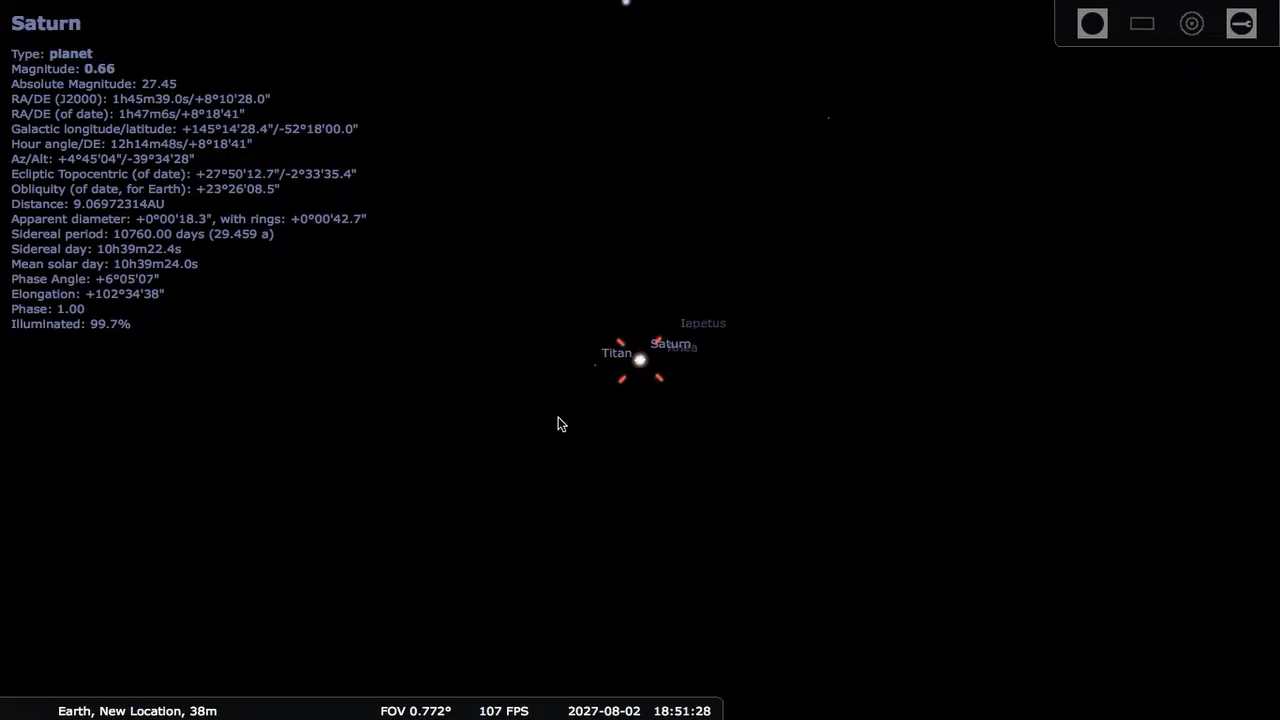 Saturn
Type: planet
Magnitude: 0.66
Absolute Magnitude: 27.45
RA/DE (J2000): 1h45m39.0s/+8°10'28.0"
RA/DE (of date): 1h47m6s/+8°18'41"
Galactic longitude/latitude: +145°14'28.4"/-52°18'00.0"
Hour angle/DE: 12h14m48s/+8°18'41"
Az/Alt: +4°45'04"/-39°34'28"
Ecliptic Topocentric (of date): +27°50'12.7"/-2°33'35.4"
Obliquity (of date, for Earth): +23°26'08.5"
Distance: 9.06972314AU
Apparent diameter: +0°00'18.3", with rings: +0°00'42.7"
Sidereal period: 10760.00 days (29.459 a)
Sidereal day: 10h39m22.4s
Mean solar day: 10h39m24.0s
Phase Angle: +6°05'07"
Elongation: +102°34'38"
Phase: 1.00
Illuminated: 99.7%
Iapetus
Saturn
Titan
Earth, New Location, 38m FOV 0.772° 107 FPS 2027-08-02 18:51:28